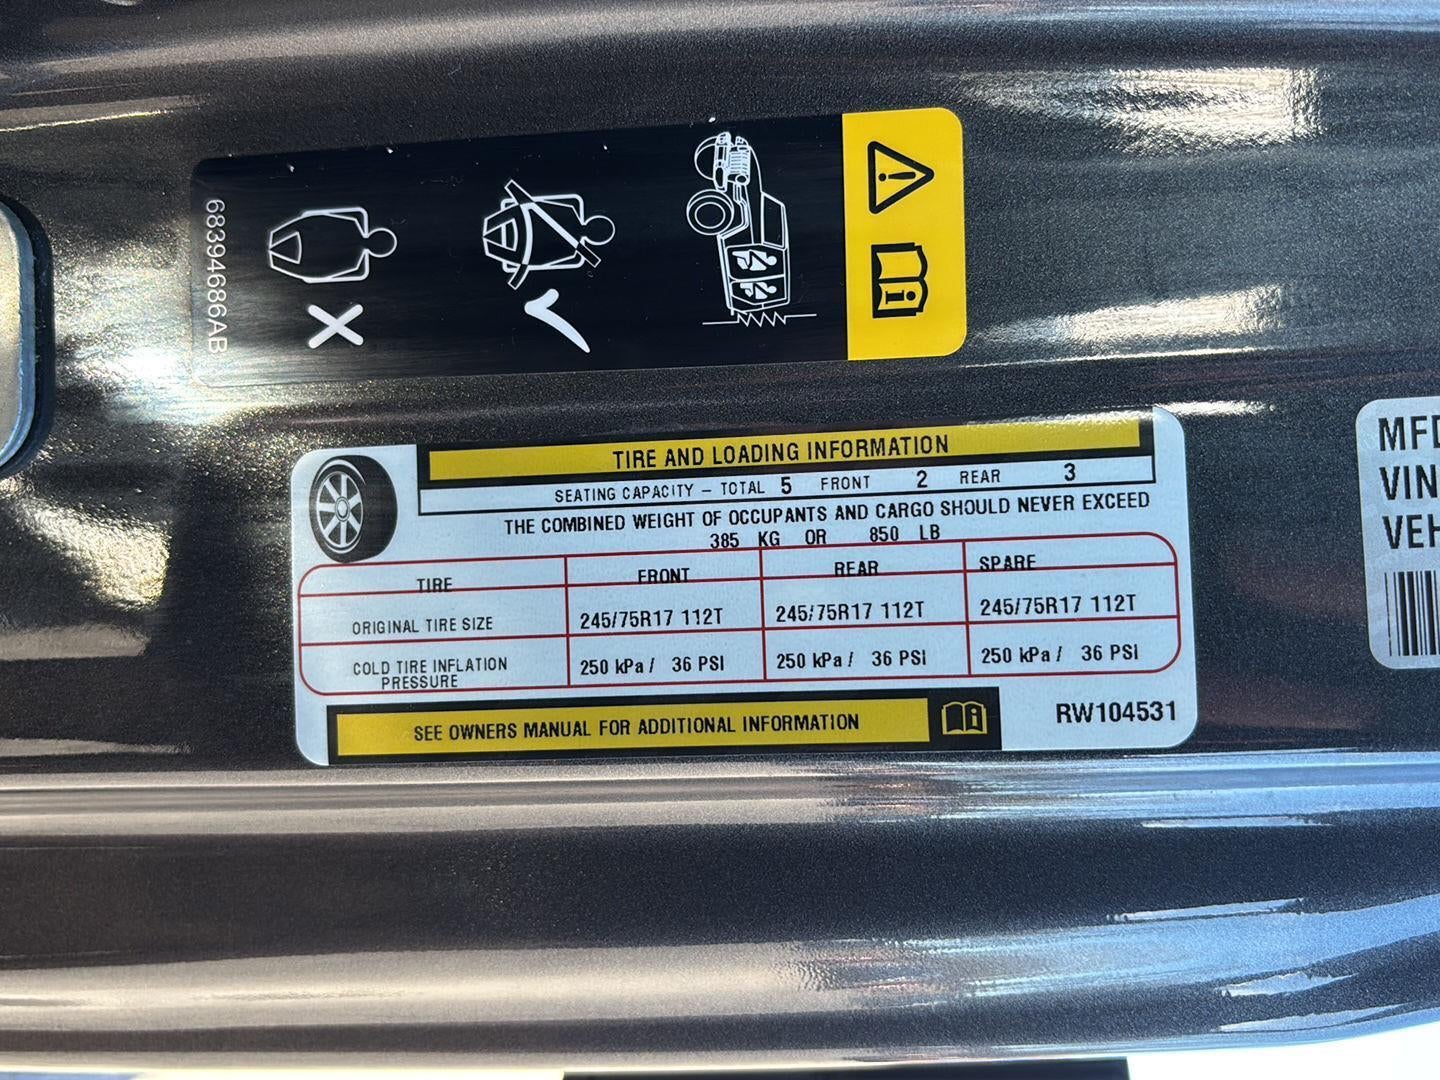 68394686AB
TIRE AND LOADING INFORMATION
SEATING CAPACITY – TOTAL 5 FRONT 2 REAR 3
THE COMBINED WEIGHT OF OCCUPANTS AND CARGO SHOULD NEVER EXCEED
385 KG OR 850 LB
TIRE FRONT REAR SPARE
ORIGINAL TIRE SIZE 245/75R17 112T 245/75R17 112T 245/75R17 112T
COLD TIRE INFLATION PRESSURE 250 kPa / 36 PSI 250 kPa / 36 PSI 250 kPa / 36 PSI
SEE OWNERS MANUAL FOR ADDITIONAL INFORMATION
RW104531
MFD
VIN
VEH